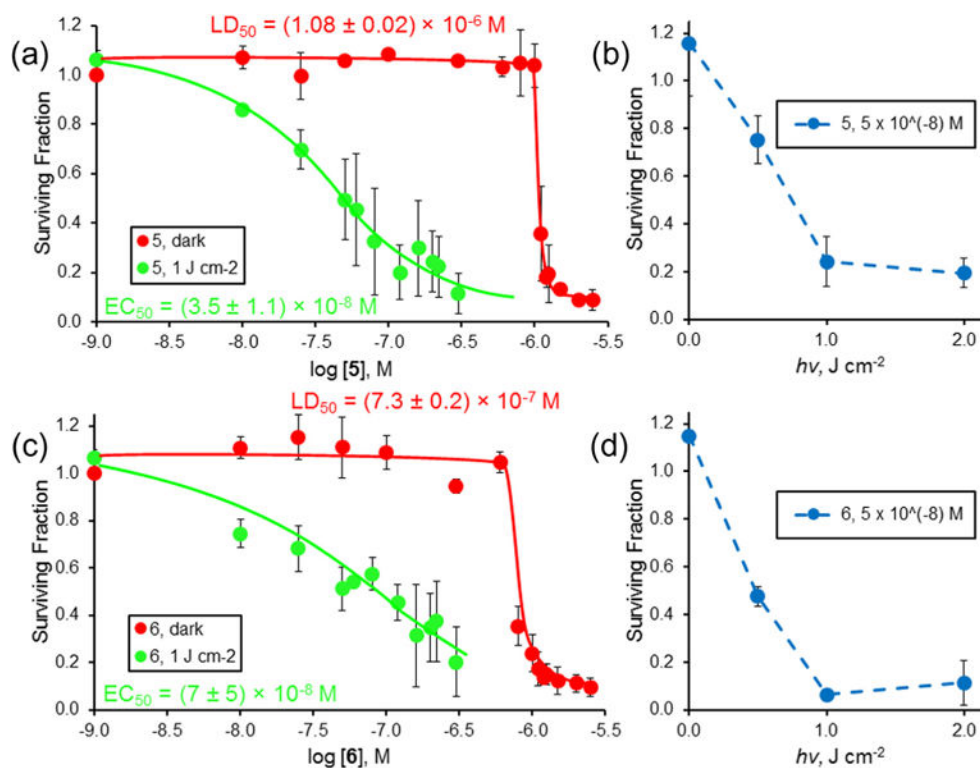 (a)
LD50 = (1.08 ± 0.02) × 10-6 M
Surviving Fraction
1.2
1.0
0.8
0.6
0.4
0.2
0.0
5, dark
5, 1 J cm-2
EC50 = (3.5 ± 1.1) × 10-8 M
-9.0 -8.5 -8.0 -7.5 -7.0 -6.5 -6.0 -5.5
log [5], M
(b)
Surviving Fraction
1.2
1.0
0.8
0.6
0.4
0.2
0.0
5, 5 x 10^(-8) M
0.0 1.0 2.0
hν, J cm-2
(c)
LD50 = (7.3 ± 0.2) × 10-7 M
Surviving Fraction
1.2
1.0
0.8
0.6
0.4
0.2
0.0
6, dark
6, 1 J cm-2
EC50 = (7 ± 5) × 10-8 M
-9.0 -8.5 -8.0 -7.5 -7.0 -6.5 -6.0 -5.5
log [6], M
(d)
Surviving Fraction
1.2
1.0
0.8
0.6
0.4
0.2
0.0
6, 5 x 10^(-8) M
0.0 1.0 2.0
hν, J cm-2